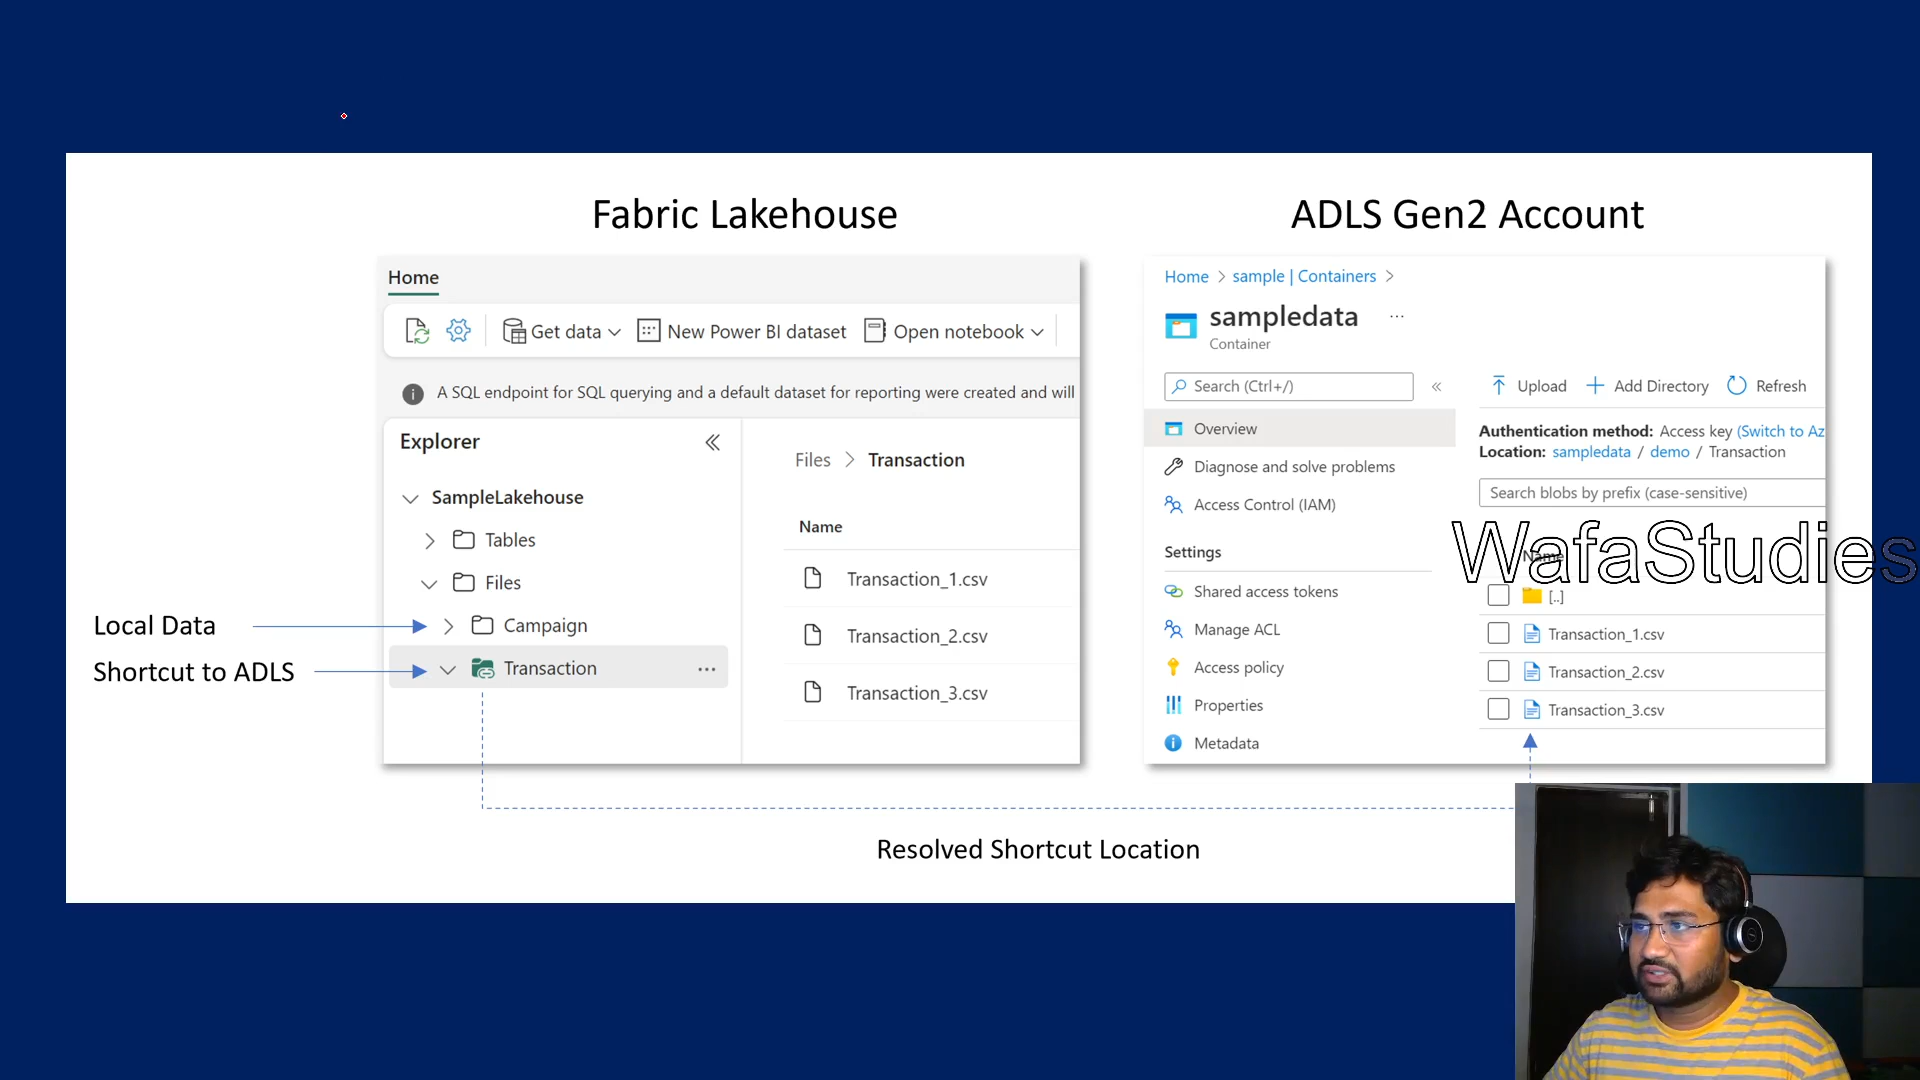 Fabric Lakehouse
ADLS Gen2 Account
Home
Get data
New Power BI dataset
Open notebook
A SQL endpoint for SQL querying and a default dataset for reporting were created and will
Explorer
SampleLakehouse
Tables
Files
Campaign
Transaction
...
Local Data
Shortcut to ADLS
Files > Transaction
Name
Transaction_1.csv
Transaction_2.csv
Transaction_3.csv
Home > sample | Containers >
sampledata ...
Container
Search (Ctrl+/)
«
Overview
Diagnose and solve problems
Access Control (IAM)
Settings
Shared access tokens
Manage ACL
Access policy
Properties
Metadata
Upload
Add Directory
Refresh
Authentication method: Access key (Switch to Az
Location: sampledata / demo / Transaction
Search blobs by prefix (case-sensitive)
WafaStudies
Name
[..]
Transaction_1.csv
Transaction_2.csv
Transaction_3.csv
Resolved Shortcut Location